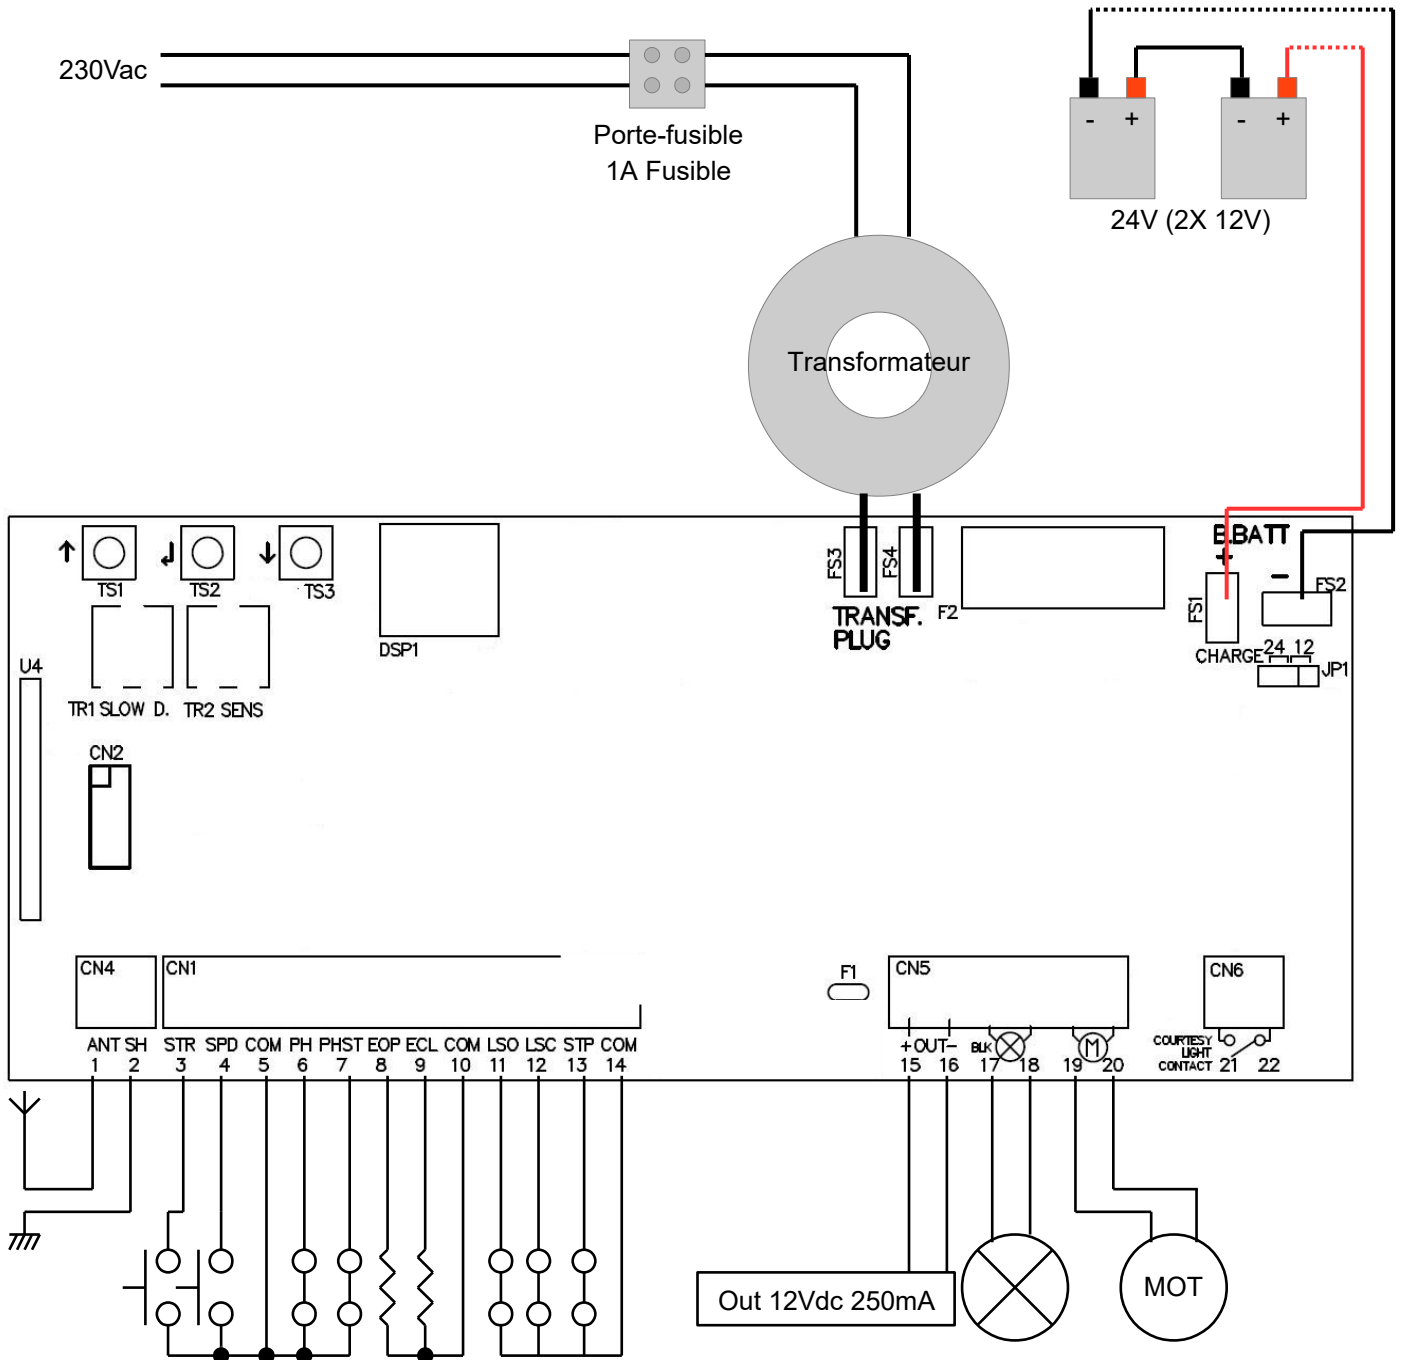 230Vac
Porte-fusible
1A Fusible
- + - +
24V (2X 12V)
Transformateur
TS1 TS2 TS3
DSP1
FS3 FS4
TRANSF.
PLUG
F2
B.BATT
+ -
FS1 FS2
CHARGE 24 12 JP1
U4
TR1 SLOW D. TR2 SENS
CN2
CN4 CN1 F1 CN5 CN6
ANT SH STR SPD COM PH PHST EOP ECL COM LSO LSC STP COM
1 2 3 4 5 6 7 8 9 10 11 12 13 14
+OUT- BLK M
15 16 17 18 19 20
COURTESY
LIGHT
CONTACT 21 22
Out 12Vdc 250mA
MOT